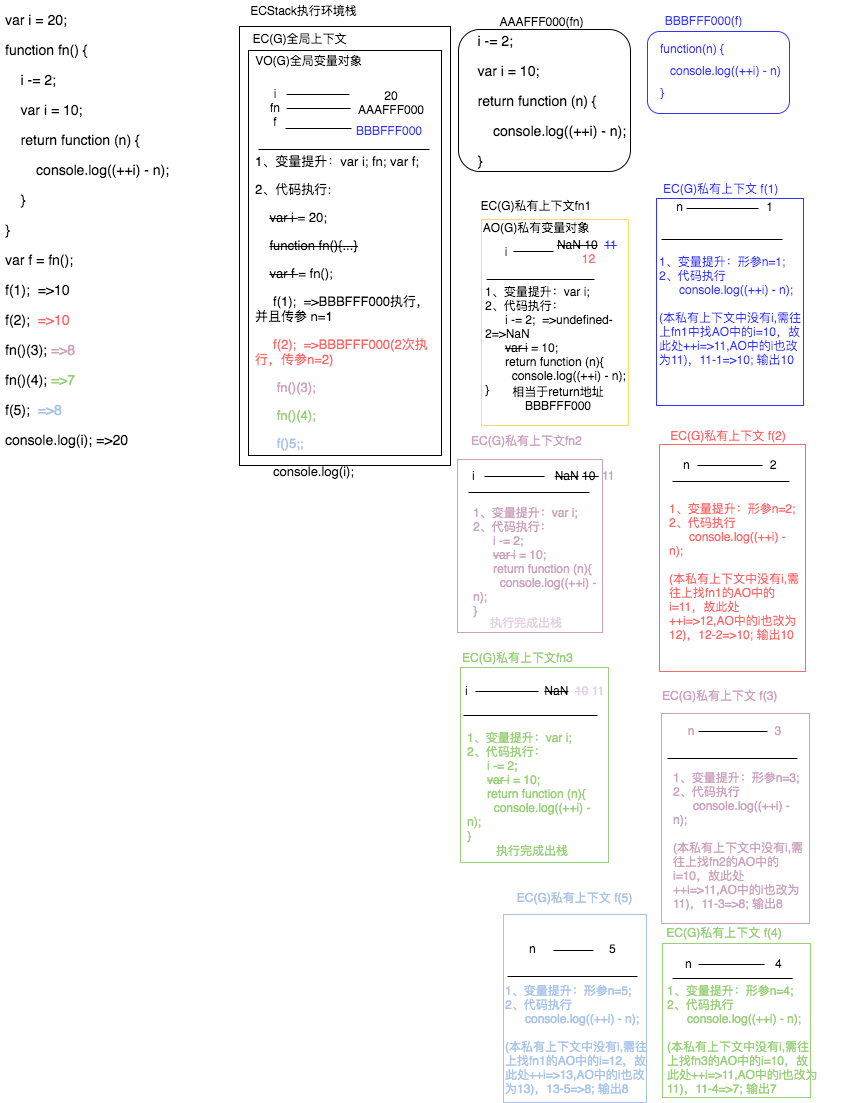 var i = 20;
function fn() {
i -= 2;
var i = 10;
return function (n) {
console.log((++i) - n);
}
}
var f = fn();
f(1);  =>10
f(2);  =>10
fn()(3); =>8
fn()(4); =>7
f(5);  =>8
console.log(i); =>20
ECStack执行环境栈
EC(G)全局上下文
VO(G)全局变量对象
i 20
fn AAAFFF000
f BBBFFF000
1、变量提升：var i; fn; var f;
2、代码执行:
var i = 20;
function fn(){...}
var f = fn();
f(1);  =>BBBFFF000执行，
并且传参 n=1
f(2);  =>BBBFFF000(2次执
行，传参n=2)
fn()(3);
fn()(4);
f()5;;
console.log(i);
AAAFFF000(fn)
i -= 2;
var i = 10;
return function (n) {
console.log((++i) - n);
}
BBBFFF000(f)
function(n) {
console.log((++i) - n)
}
EC(G)私有上下文fn1
AO(G)私有变量对象
i NaN 10 11
12
1、变量提升：var i;
2、代码执行：
i -= 2;  =>undefined-
2=>NaN
var i = 10;
return function (n){
console.log((++i) - n);
} 相当于return地址
BBBFFF000
EC(G)私有上下文 f(1)
n 1
1、变量提升：形参n=1;
2、代码执行
console.log((++i) - n);
(本私有上下文中没有i,需往
上fn1中找AO中的i=10，故
此处++i=>11,AO中的i也改
为11)，11-1=>10; 输出10
EC(G)私有上下文fn2
i NaN 10 11
1、变量提升：var i;
2、代码执行：
i -= 2;
var i = 10;
return function (n){
console.log((++i) -
n);
}
执行完成出栈
EC(G)私有上下文 f(2)
n 2
1、变量提升：形参n=2;
2、代码执行
console.log((++i) -
n);
(本私有上下文中没有i,需
往上找fn1的AO中的
i=11，故此处
++i=>12,AO中的i也改为
12)，12-2=>10; 输出10
EC(G)私有上下文fn3
i NaN 10 11
1、变量提升：var i;
2、代码执行：
i -= 2;
var i = 10;
return function (n){
console.log((++i) -
n);
}
执行完成出栈
EC(G)私有上下文 f(3)
n 3
1、变量提升：形参n=3;
2、代码执行
console.log((++i) -
n);
(本私有上下文中没有i,需
往上找fn2的AO中的
i=10，故此处
++i=>11,AO中的i也改为
11)，11-3=>8; 输出8
EC(G)私有上下文 f(5)
n 5
1、变量提升：形参n=5;
2、代码执行
console.log((++i) - n);
(本私有上下文中没有i,需往
上找fn1的AO中的i=12，故
此处++i=>13,AO中的i也改
为13)，13-5=>8; 输出8
EC(G)私有上下文 f(4)
n 4
1、变量提升：形参n=4;
2、代码执行
console.log((++i) - n);
(本私有上下文中没有i,需往
上找fn3的AO中的i=10，故
此处++i=>11,AO中的i也改为
11)，11-4=>7; 输出7